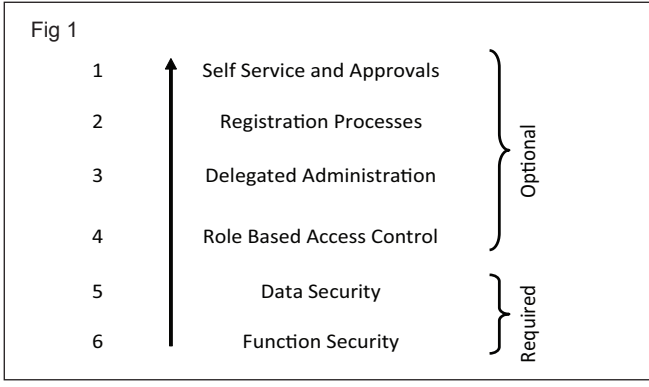 Fig 1
1 Self Service and Approvals
2 Registration Processes
3 Delegated Administration
4 Role Based Access Control
Optional
5 Data Security
6 Function Security
Required